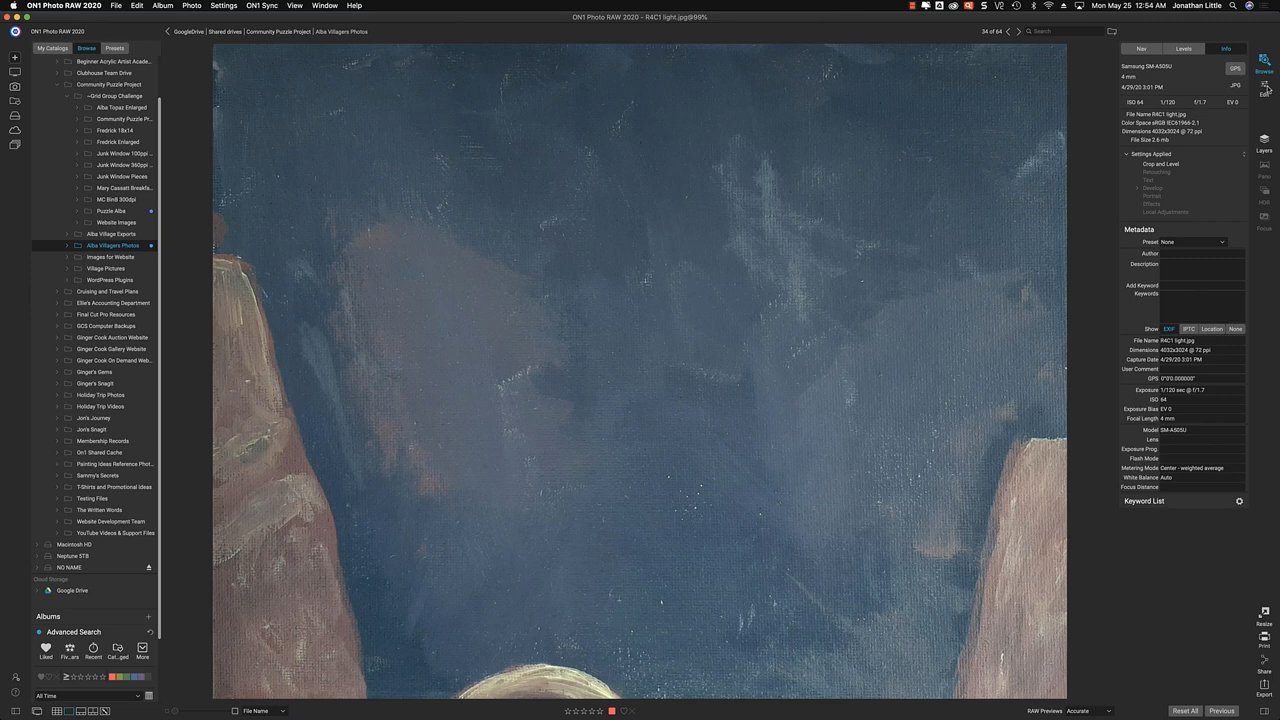 ON1 Photo RAW 2020 File Edit Album Photo Settings ON1 Sync View Window Help Mon May 25 12:54 AM Jonathan Little
ON1 Photo RAW 2020 - R4C1 light.jpg@99%
ON1 Photo RAW 2020 GoogleDrive | Shared drives | Community Puzzle Project | Alba Villagers Photos 34 of 64 Search
My Catalogs Browse Presets
Nav Levels Info
Beginner Acrylic Artist Acade...
Clubhouse Team Drive
Community Puzzle Project
~Grid Group Challenge
Alba Topaz Enlarged
Community Puzzle Pr...
Fredrick 18x14
Fredrick Enlarged
Junk Window 100ppi ...
Junk Window 360ppi ...
Junk Window Pieces
Mary Cassatt Breakfa...
MC BinB 300dpi
Puzzle Alba
Website Images
Alba Village Exports
Alba Villagers Photos
Images for Website
Village Pictures
WordPress Plugins
Cruising and Travel Plans
Ellie's Accounting Department
Final Cut Pro Resources
GCS Computer Backups
Ginger Cook Auction Website
Ginger Cook Gallery Website
Ginger Cook On Demand Web...
Ginger's Gems
Ginger's SnagIt
Holiday Trip Photos
Holiday Trip Videos
Jon's Journey
Jon's SnagIt
Membership Records
On1 Shared Cache
Painting Ideas Reference Phot...
Sammy's Secrets
T-Shirts and Promotional Ideas
Testing Files
The Written Words
Website Development Team
YouTube Videos & Support Files
Macintosh HD
Neptune 5TB
NO NAME
Cloud Storage
Google Drive
Albums
Advanced Search
Liked Fiv...ars Recent Cat...ged More
All Time
File Name
RAW Previews Accurate
Samsung SM-A505U GPS
4 mm
4/29/20 3:01 PM JPG
ISO 64 1/120 f/1.7 EV 0
File Name R4C1 light.jpg
Color Space sRGB IEC61966-2.1
Dimensions 4032x3024 @ 72 ppi
File Size 2.6 mb
Settings Applied
Crop and Level
Retouching
Text
Develop
Portrait
Effects
Local Adjustments
Metadata
Preset None
Author
Description
Add Keyword
Keywords
Show EXIF IPTC Location None
File Name R4C1 light.jpg
Dimensions 4032x3024 @ 72 ppi
Capture Date 4/29/20 3:01 PM
User Comment
GPS 0°0'0.000000"
Exposure 1/120 sec @ f/1.7
ISO 64
Exposure Bias EV 0
Focal Length 4 mm
Model SM-A505U
Lens
Exposure Prog.
Flash Mode
Metering Mode Center - weighted average
White Balance Auto
Focus Distance
Keyword List
Reset All Previous
Browse
Edit
Layers
Pano
HDR
Focus
Resize
Print
Share
Export